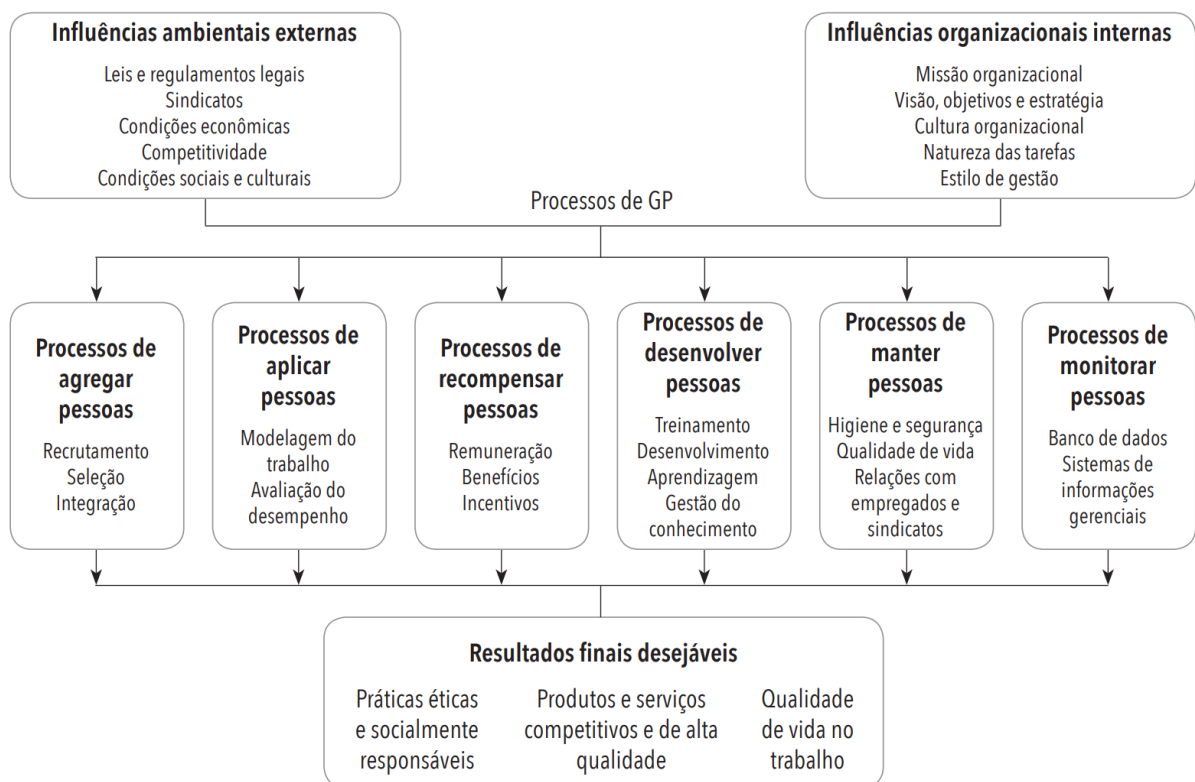 Influências ambientais externas
Leis e regulamentos legais
Sindicatos
Condições econômicas
Competitividade
Condições sociais e culturais
Influências organizacionais internas
Missão organizacional
Visão, objetivos e estratégia
Cultura organizacional
Natureza das tarefas
Estilo de gestão
Processos de GP
Processos de
agregar
pessoas
Recrutamento
Seleção
Integração
Processos de
aplicar
pessoas
Modelagem do
trabalho
Avaliação do
desempenho
Processos de
recompensar
pessoas
Remuneração
Benefícios
Incentivos
Processos de
desenvolver
pessoas
Treinamento
Desenvolvimento
Aprendizagem
Gestão do
conhecimento
Processos de
manter
pessoas
Higiene e segurança
Qualidade de vida
Relações com
empregados e
sindicatos
Processos de
monitorar
pessoas
Banco de dados
Sistemas de
informações
gerenciais
Resultados finais desejáveis
Práticas éticas
e socialmente
responsáveis
Produtos e serviços
competitivos e de alta
qualidade
Qualidade
de vida no
trabalho